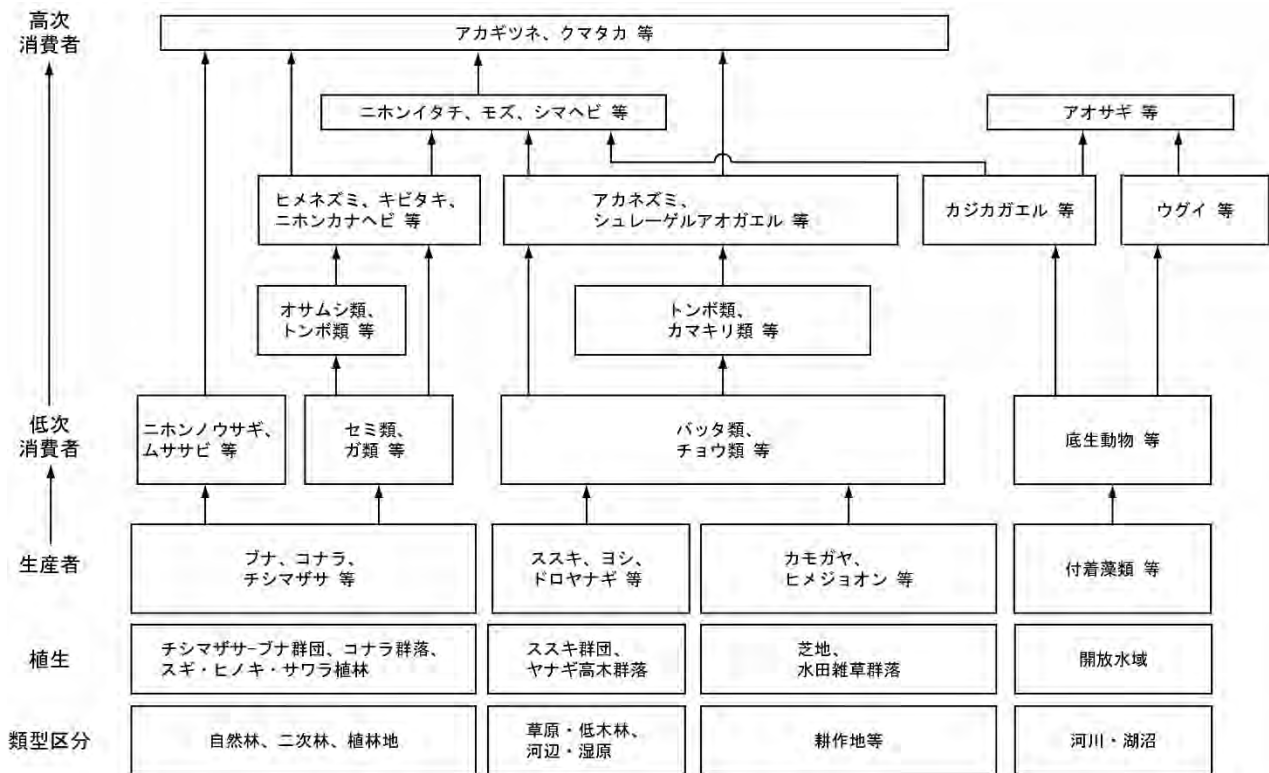 高次
消費者
アカギツネ、クマタカ 等
ニホンイタチ、モズ、シマヘビ 等
アオサギ 等
ヒメネズミ、キビタキ、
ニホンカナヘビ 等
アカネズミ、
シュレーゲルアオガエル 等
カジカガエル 等
ウグイ 等
オサムシ類、
トンボ類 等
トンボ類、
カマキリ類 等
低次
消費者
ニホンノウサギ、
ムササビ 等
セミ類、
ガ類 等
バッタ類、
チョウ類 等
底生動物 等
生産者
ブナ、コナラ、
チシマザサ 等
ススキ、ヨシ、
ドロヤナギ 等
カモガヤ、
ヒメジョオン 等
付着藻類 等
植生
チシマザサ-ブナ群団、コナラ群落、
スギ・ヒノキ・サワラ植林
ススキ群団、
ヤナギ高木群落
芝地、
水田雑草群落
開放水域
類型区分
自然林、二次林、植林地
草原・低木林、
河辺・湿原
耕作地等
河川・湖沼